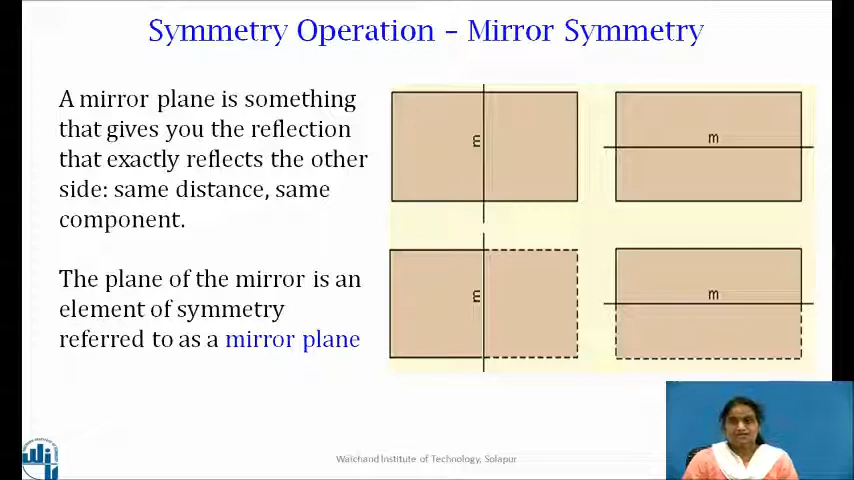 Symmetry Operation – Mirror Symmetry
A mirror plane is something
that gives you the reflection
that exactly reflects the other
side: same distance, same
component.
The plane of the mirror is an
element of symmetry
referred to as a mirror plane
m
m
m
m
Walchand Institute of Technology, Solapur